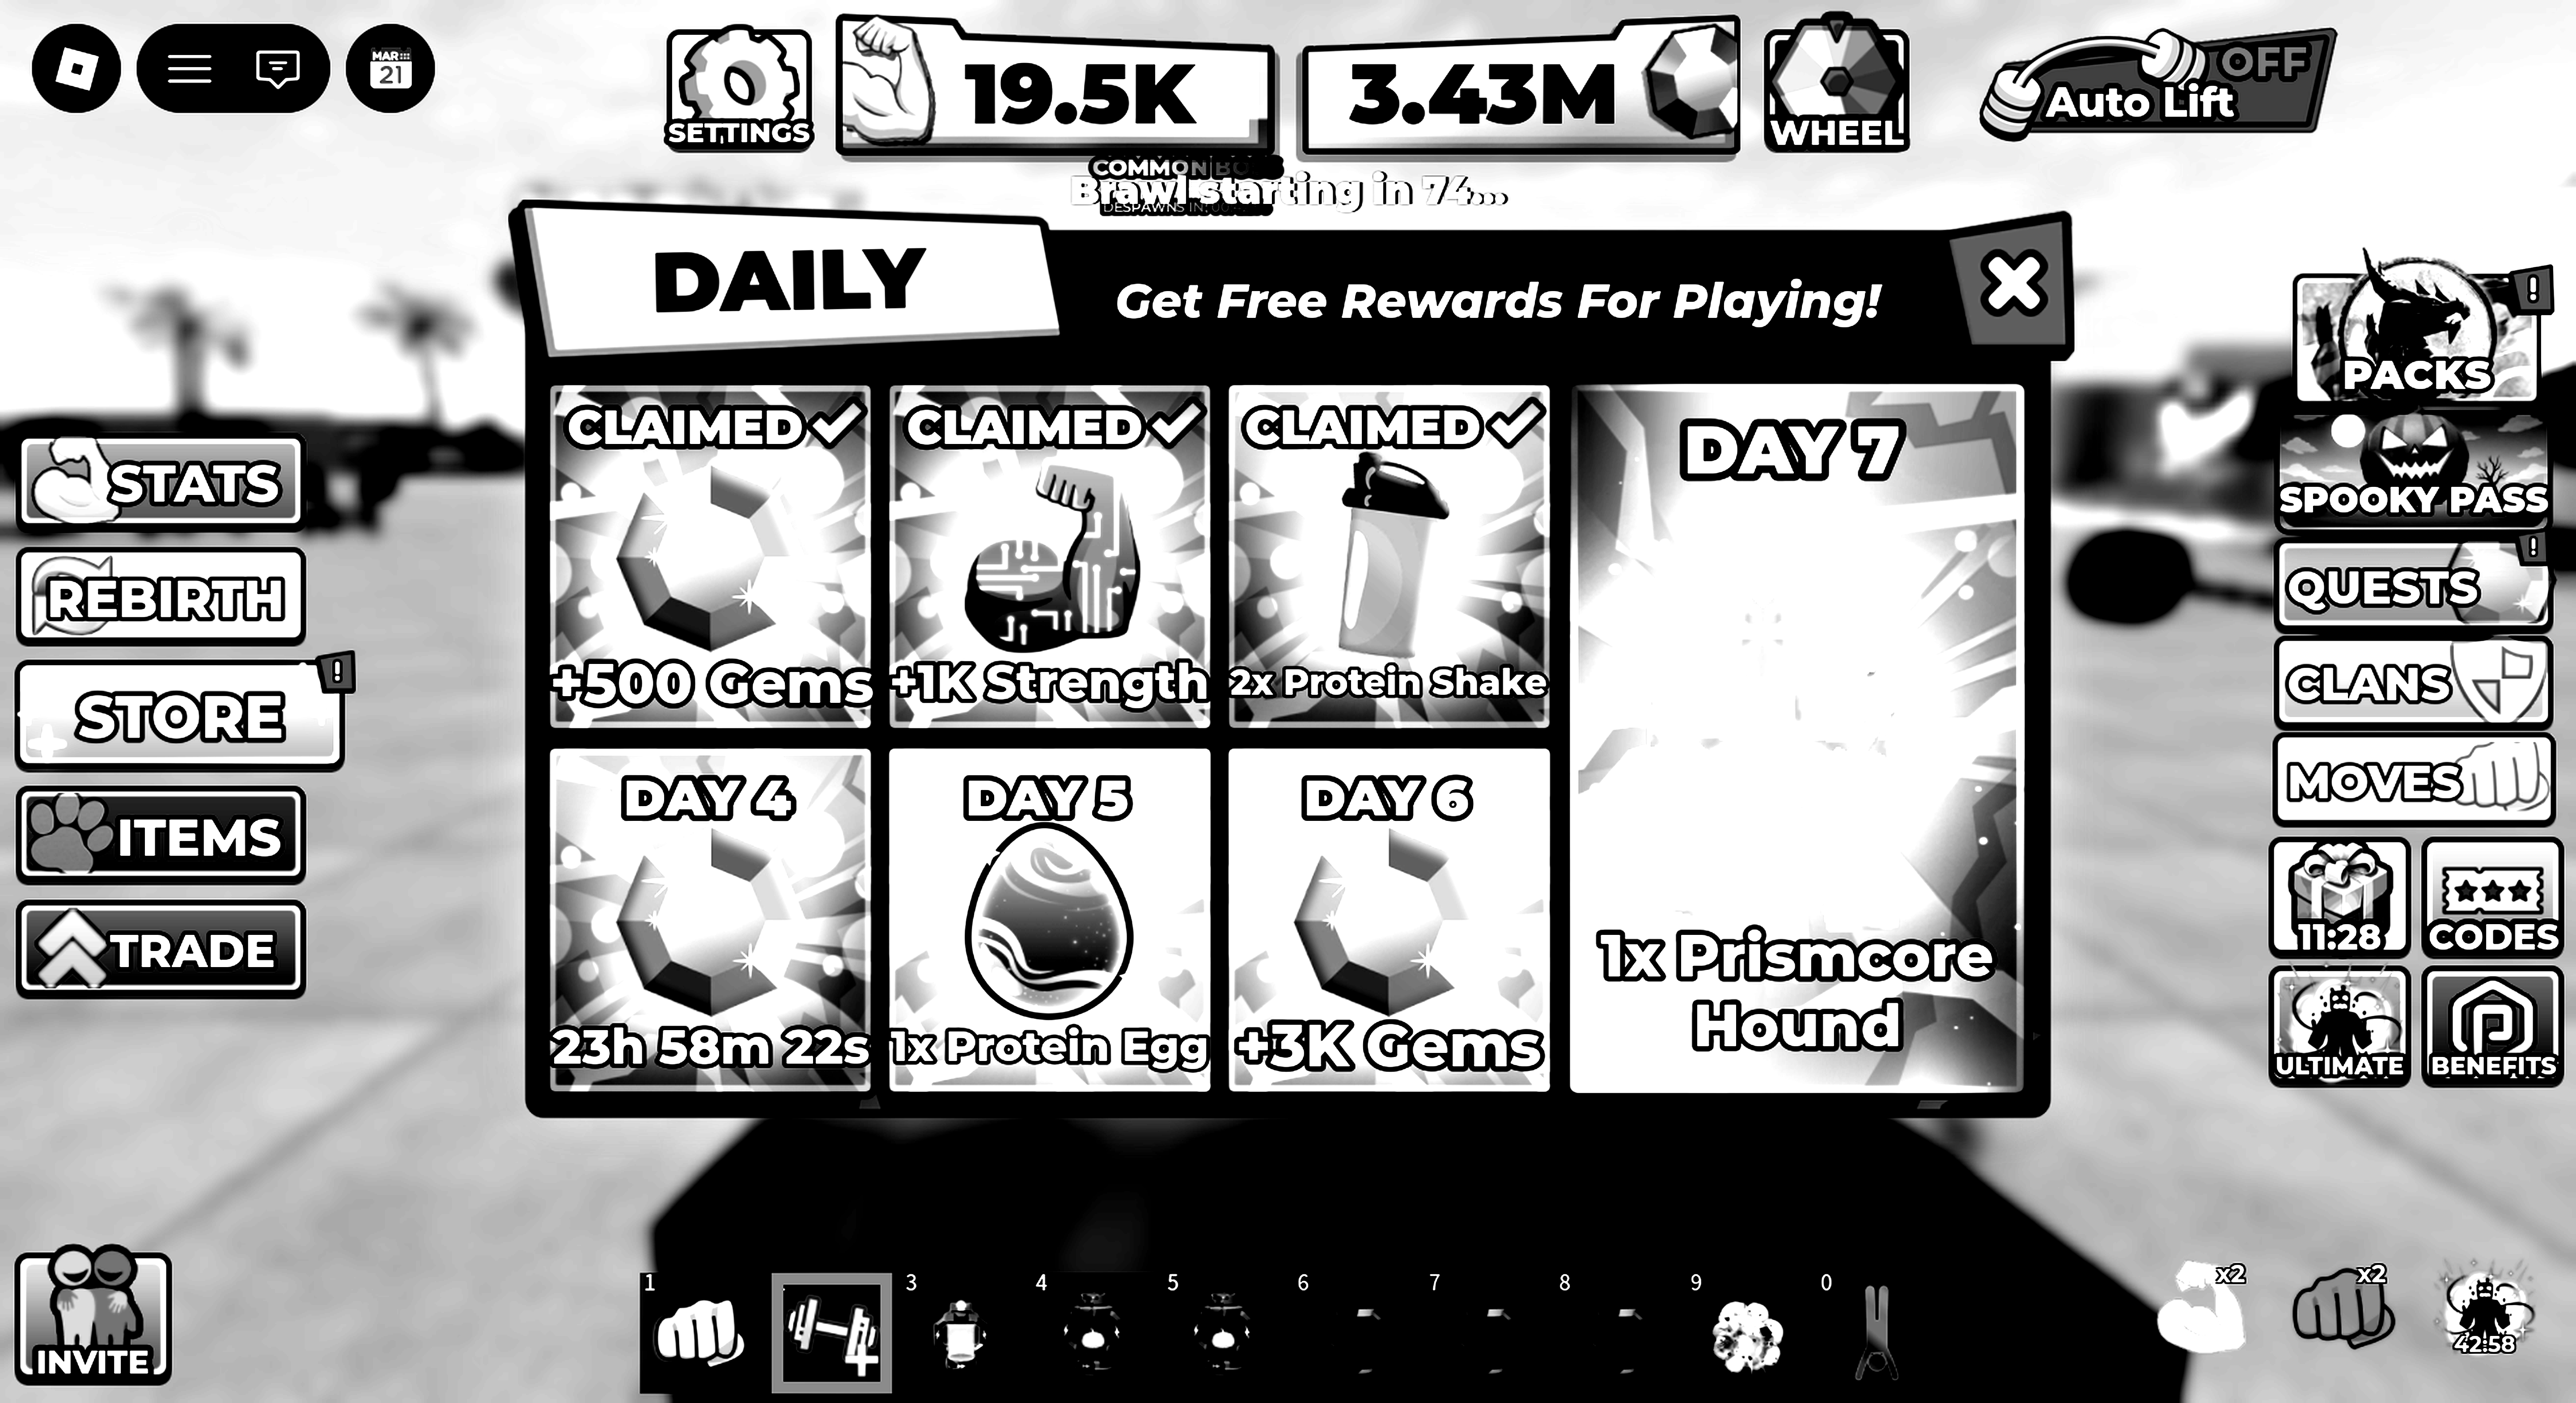 MAR
21
SETTINGS
19.5K
3.43M
WHEEL
OFF
Auto Lift
COMMON
Brawl starting in 74...
DESPAWNS IN:
DAILY
Get Free Rewards For Playing!
CLAIMED
+500 Gems
CLAIMED
+1K Strength
CLAIMED
2x Protein Shake
DAY 4
23h 58m 22s
DAY 5
1x Protein Egg
DAY 6
+3K Gems
DAY 7
1x Prismcore
Hound
STATS
REBIRTH
STORE
!
ITEMS
TRADE
INVITE
!
PACKS
SPOOKY PASS
!
QUESTS
CLANS
MOVES
11:28
CODES
ULTIMATE
BENEFITS
1
3
4
5
6
7
8
9
0
x2
x2
42:58